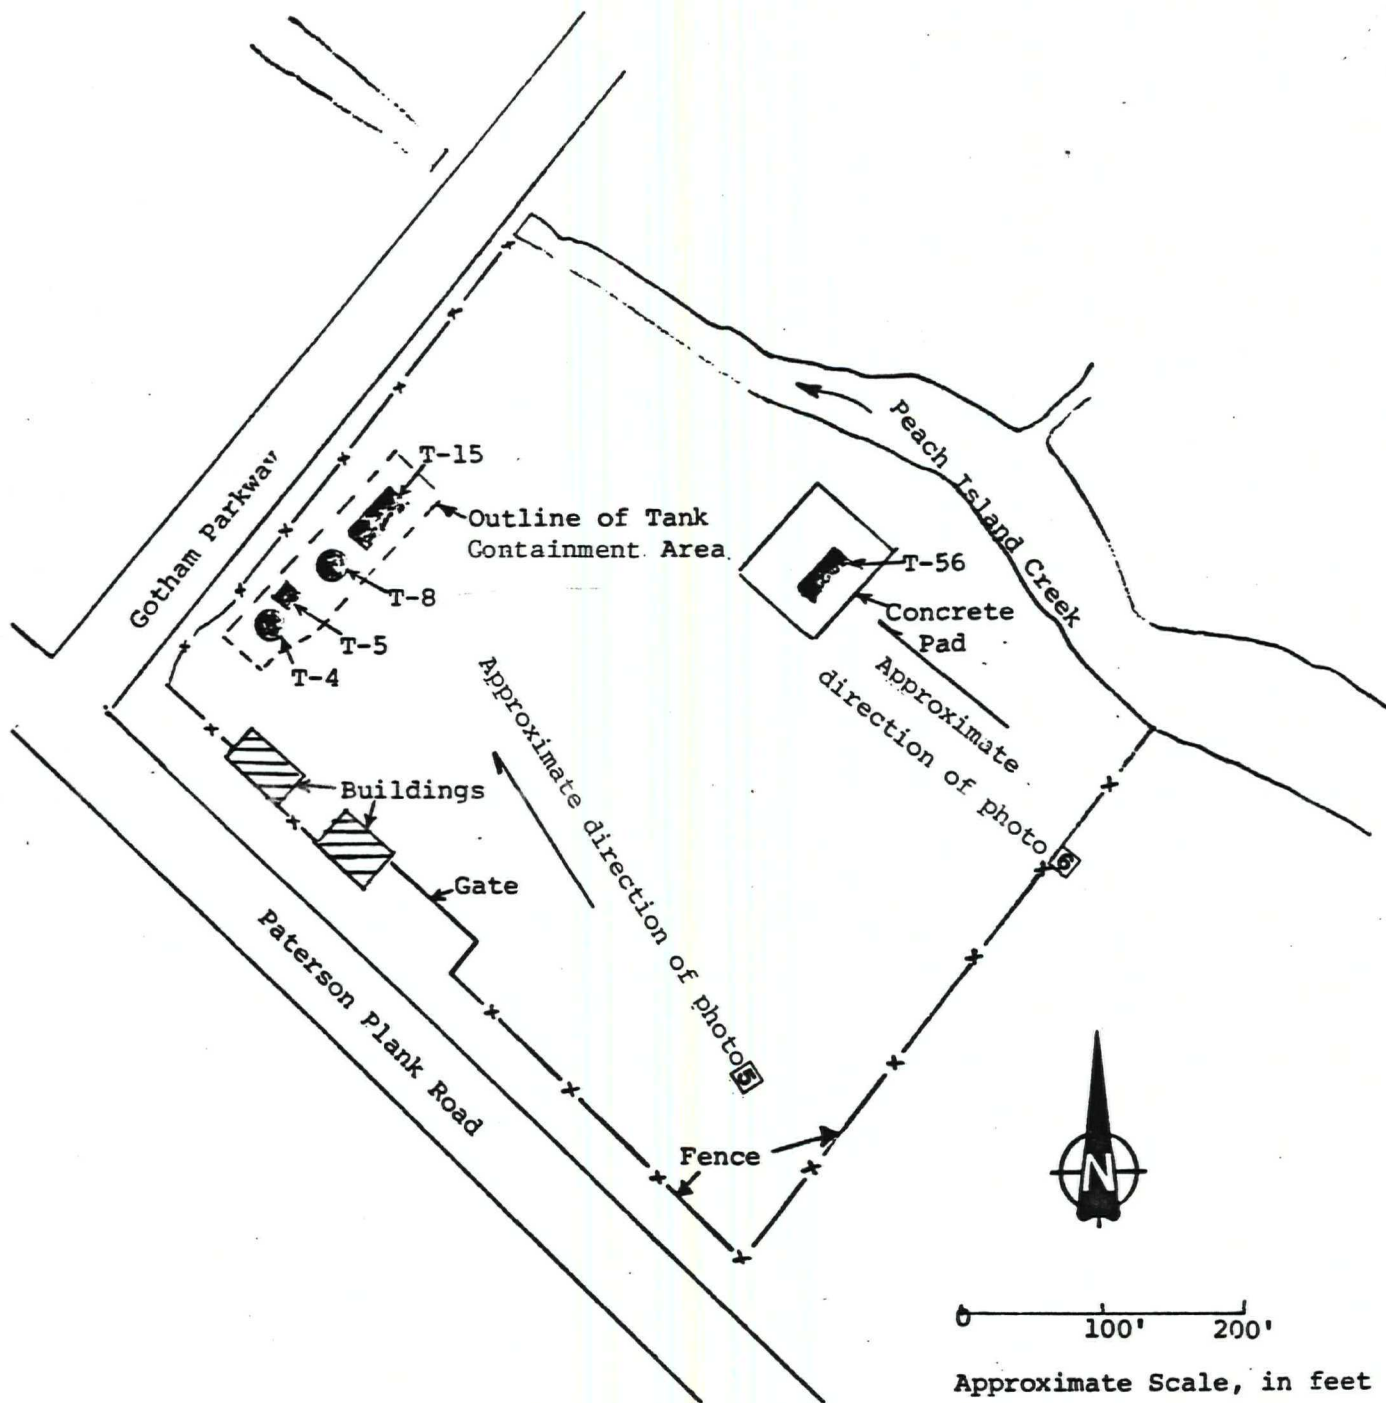 Gotham Parkway
T-15
Outline of Tank
Containment Area
T-8
T-5
T-4
Peach Island Creek
T-56
Concrete
Pad
Approximate
direction of photo 6
Approximate direction of photo 5
Buildings
Gate
Paterson Plank Road
Fence
N
0 100' 200'
Approximate Scale, in feet